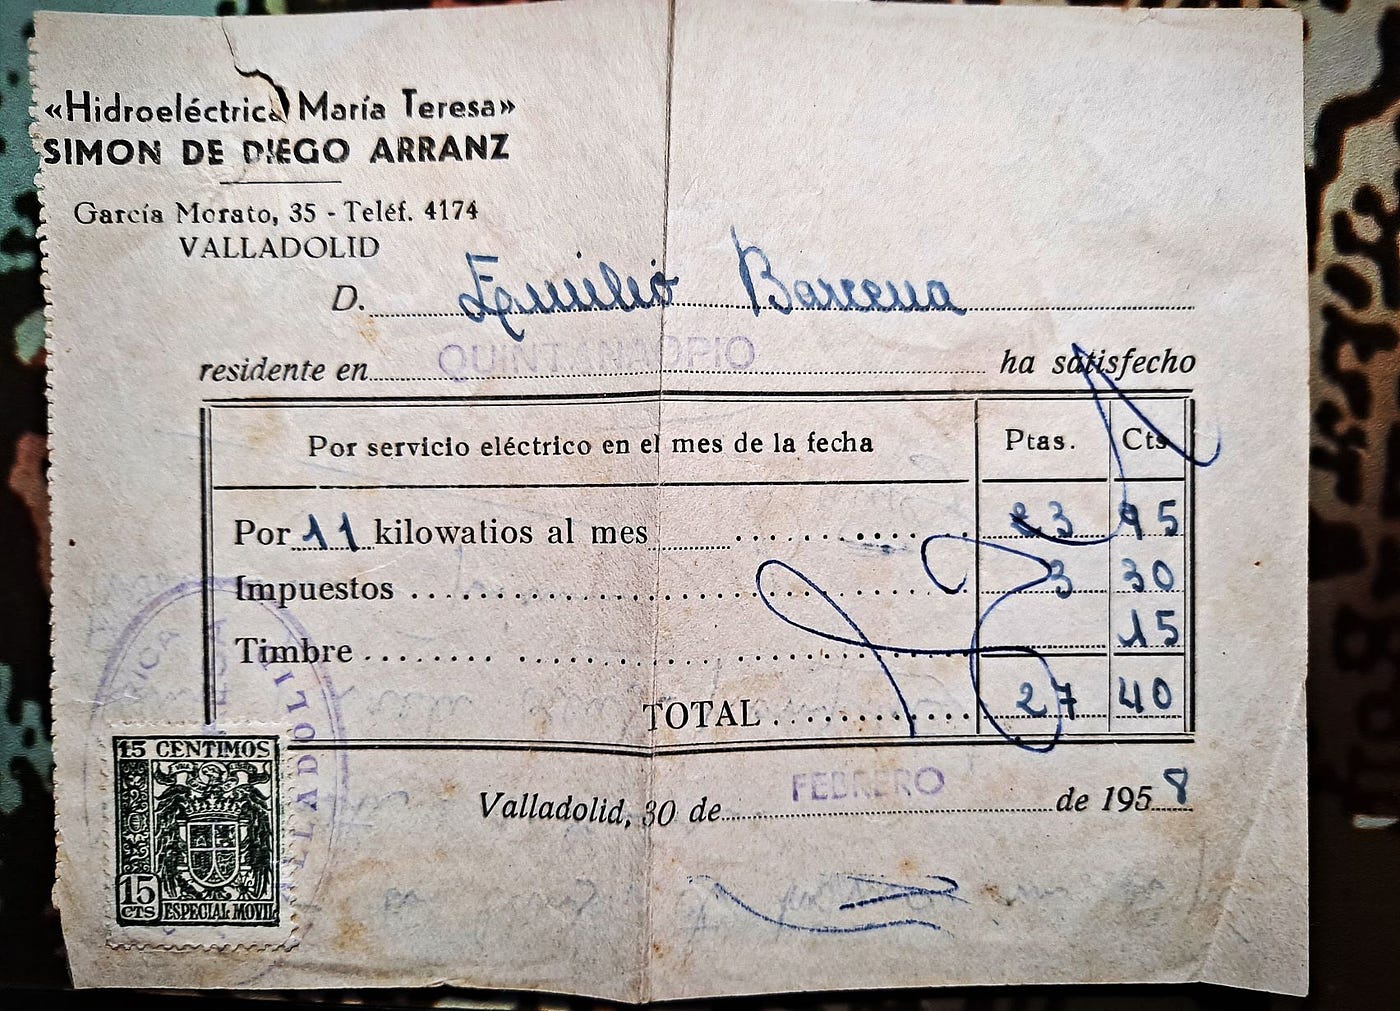 «Hidroeléctrica María Teresa»
SIMON DE DIEGO ARRANZ
García Morato, 35 - Teléf. 4174
VALLADOLID
D. Emilio Barcena
residente en QUINTANADPIO ha satisfecho
Por servicio eléctrico en el mes de la fecha Ptas. Cts
Por 11 kilowatios al mes 23 95
Impuestos 3 30
Timbre 15
TOTAL 27 40
Valladolid, 30 de FEBRERO de 1958
15 CENTIMOS
15
CTS ESPECIAL MOVIL